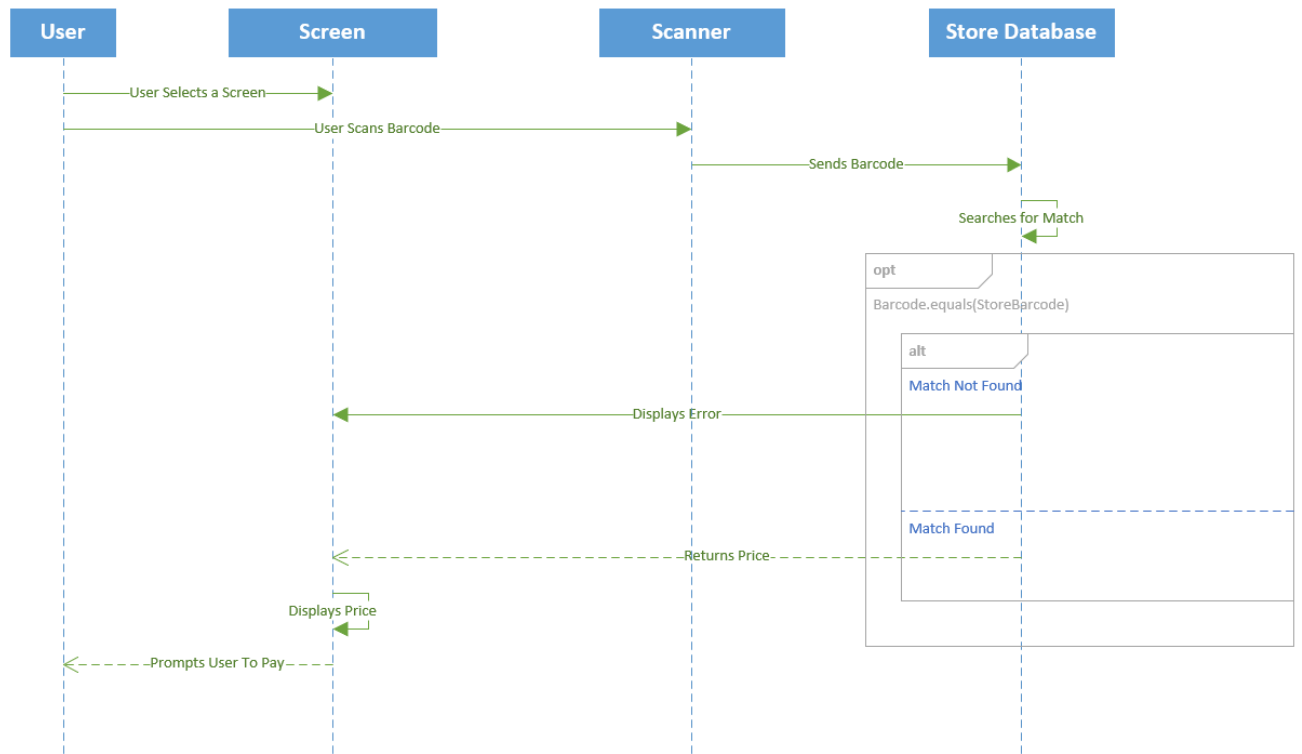 User
Screen
Scanner
Store Database
User Selects a Screen
User Scans Barcode
Sends Barcode
Searches for Match
opt
Barcode.equals(StoreBarcode)
alt
Match Not Found
Displays Error
Match Found
Returns Price
Displays Price
Prompts User To Pay